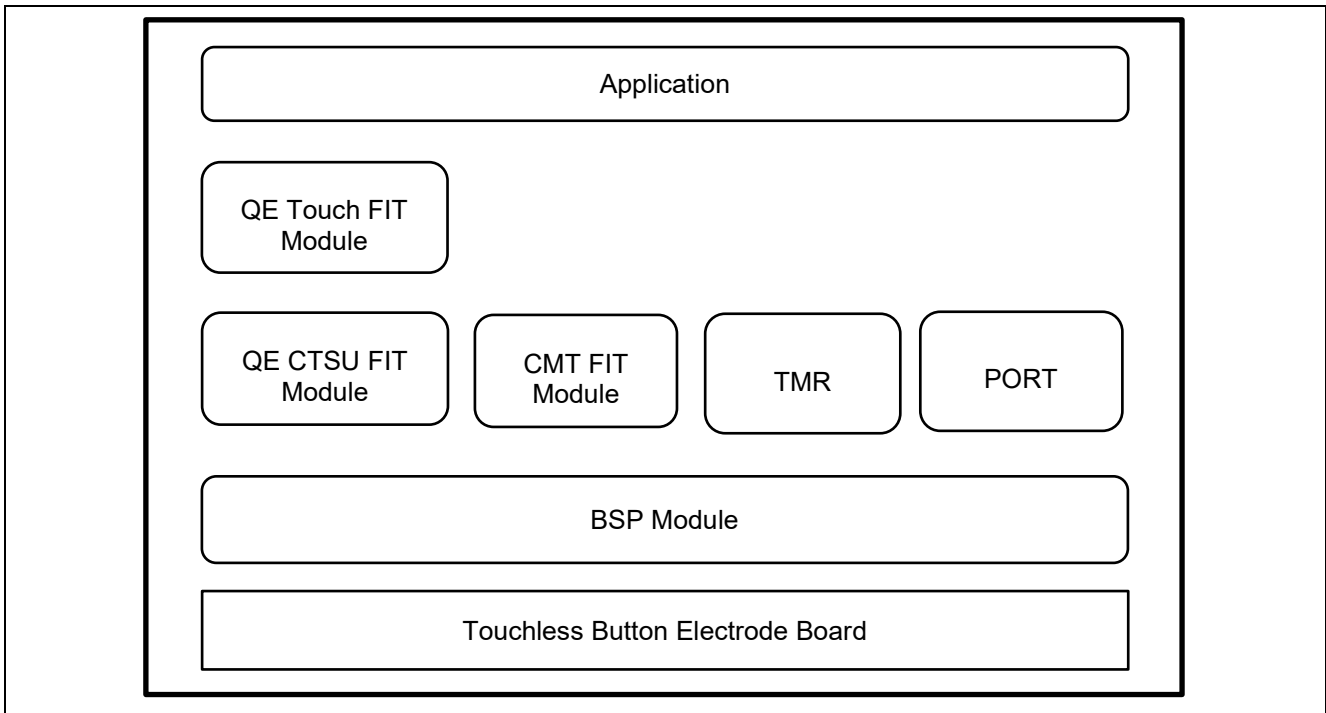 Application
QE Touch FIT
Module
QE CTSU FIT
Module
CMT FIT
Module
TMR
PORT
BSP Module
Touchless Button Electrode Board